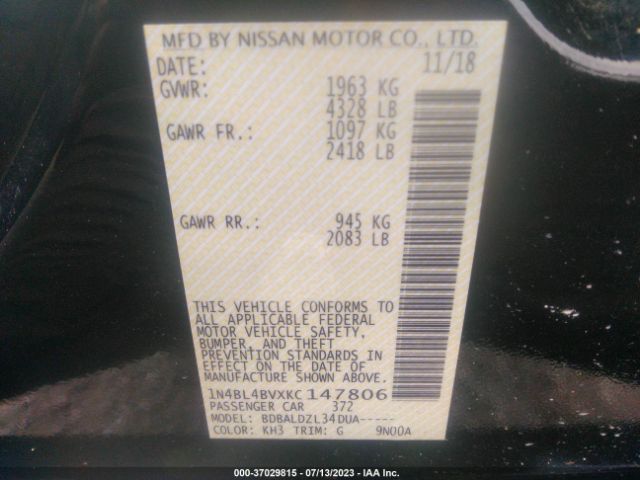 MFD BY NISSAN MOTOR CO., LTD.
DATE: 11/18
GVWR: 1963 KG
4328 LB
GAWR FR.: 1097 KG
2418 LB
GAWR RR.: 945 KG
2083 LB
THIS VEHICLE CONFORMS TO
ALL APPLICABLE FEDERAL
MOTOR VEHICLE SAFETY,
BUMPER, AND THEFT
PREVENTION STANDARDS IN
EFFECT ON THE DATE OF
MANUFACTURE SHOWN ABOVE.
1N4BL4BVXKC147806
PASSENGER CAR 372
MODEL: BDBALDZL34DUA-----
COLOR: KH3 TRIM: G 9N00A
000-37029815 - 07/13/2023 - IAA Inc.